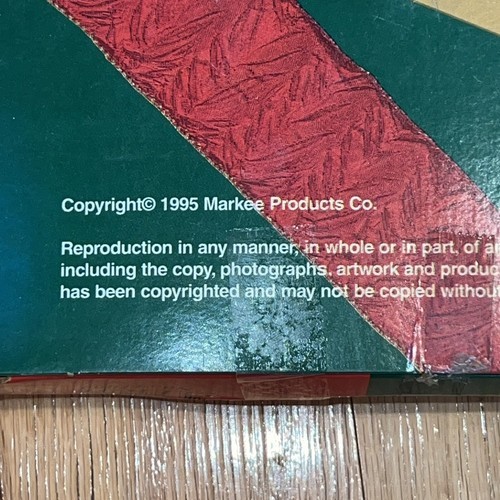 Copyright© 1995 Markee Products Co.
Reproduction in any manner, in whole or in part, of
including the copy, photographs, artwork and
has been copyrighted and may not be copied without